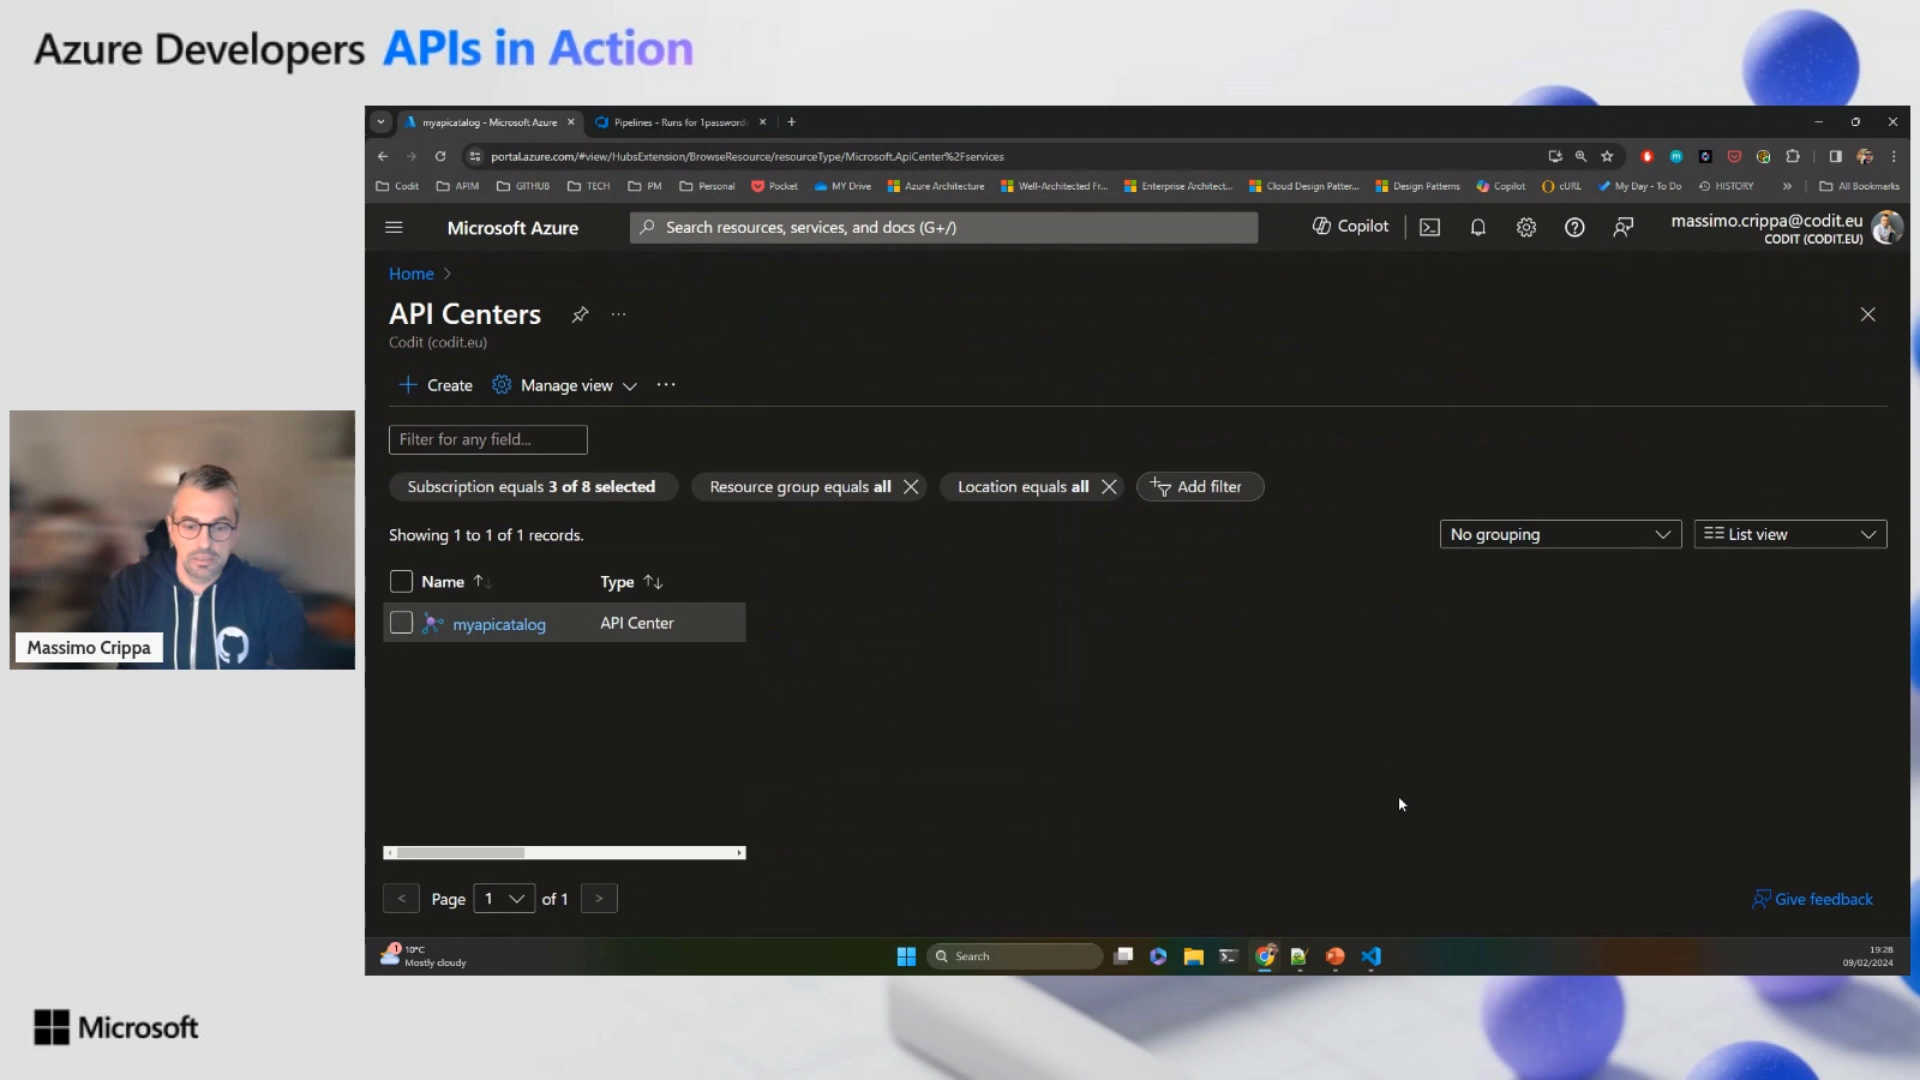 Azure Developers APIs in Action
myapicatalog - Microsoft Azure
Pipelines - Runs for 1password
portal.azure.com/#view/HubsExtension/BrowseResource/resourceType/Microsoft.ApiCenter%2Fservices
Codit APIM GITHUB TECH PM Personal Pocket MY Drive Azure Architecture Well-Architected Fr... Enterprise Architect... Cloud Design Patter... Design Patterns Copilot cURL My Day - To Do HISTORY » All Bookmarks
Microsoft Azure
Search resources, services, and docs (G+/)
Copilot
massimo.crippa@codit.eu
CODIT (CODIT.EU)
Home >
API Centers ...
Codit (codit.eu)
+ Create Manage view ...
Filter for any field...
Subscription equals 3 of 8 selected
Resource group equals all
Location equals all
Add filter
Showing 1 to 1 of 1 records.
No grouping
List view
Name ↑↓ Type ↑↓
myapicatalog API Center
Massimo Crippa
< Page 1 of 1 >
Give feedback
1
10°C
Mostly cloudy
Search
19:28
09/02/2024
Microsoft